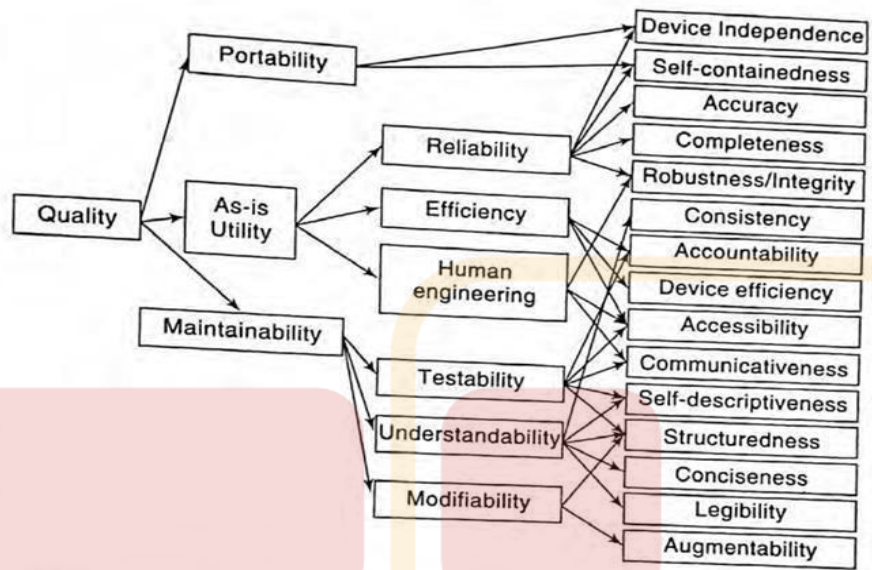 Quality
Portability
As-is
Utility
Maintainability
Reliability
Efficiency
Human
engineering
Testability
Understandability
Modifiability
Device Independence
Self-containedness
Accuracy
Completeness
Robustness/Integrity
Consistency
Accountability
Device efficiency
Accessibility
Communicativeness
Self-descriptiveness
Structuredness
Conciseness
Legibility
Augmentability